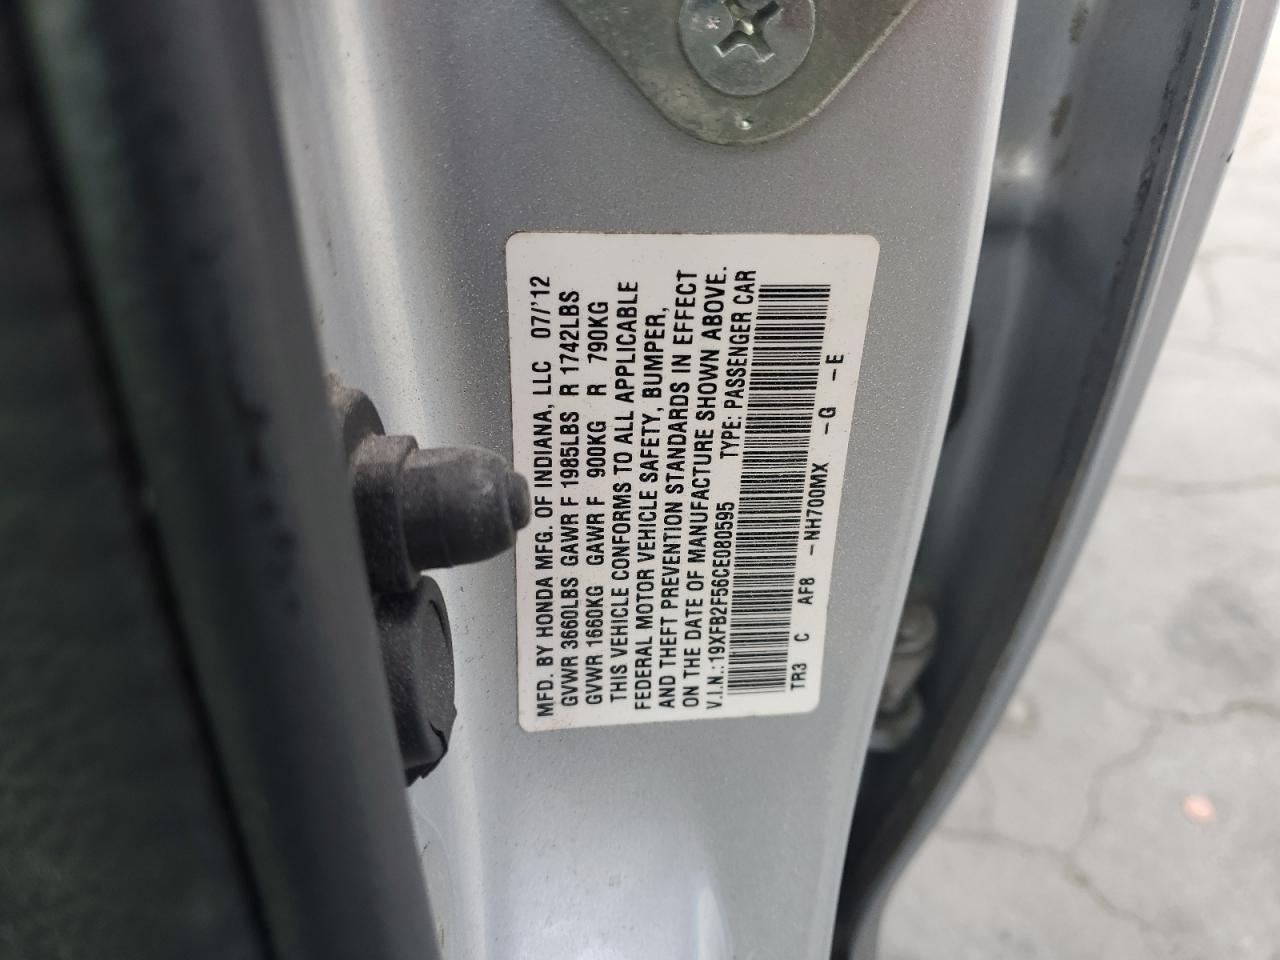 MFD. BY HONDA MFG. OF INDIANA, LLC 07/'12
GVWR 3660LBS GAWR F 1985LBS R 1742LBS
GVWR 1660KG GAWR F 900KG R 790KG
THIS VEHICLE CONFORMS TO ALL APPLICABLE
FEDERAL MOTOR VEHICLE SAFETY, BUMPER,
AND THEFT PREVENTION STANDARDS IN EFFECT
ON THE DATE OF MANUFACTURE SHOWN ABOVE.
V.I.N.:19XFB2F56CE080595 TYPE: PASSENGER CAR
TR3 C AF8 -NH700MX -G -E